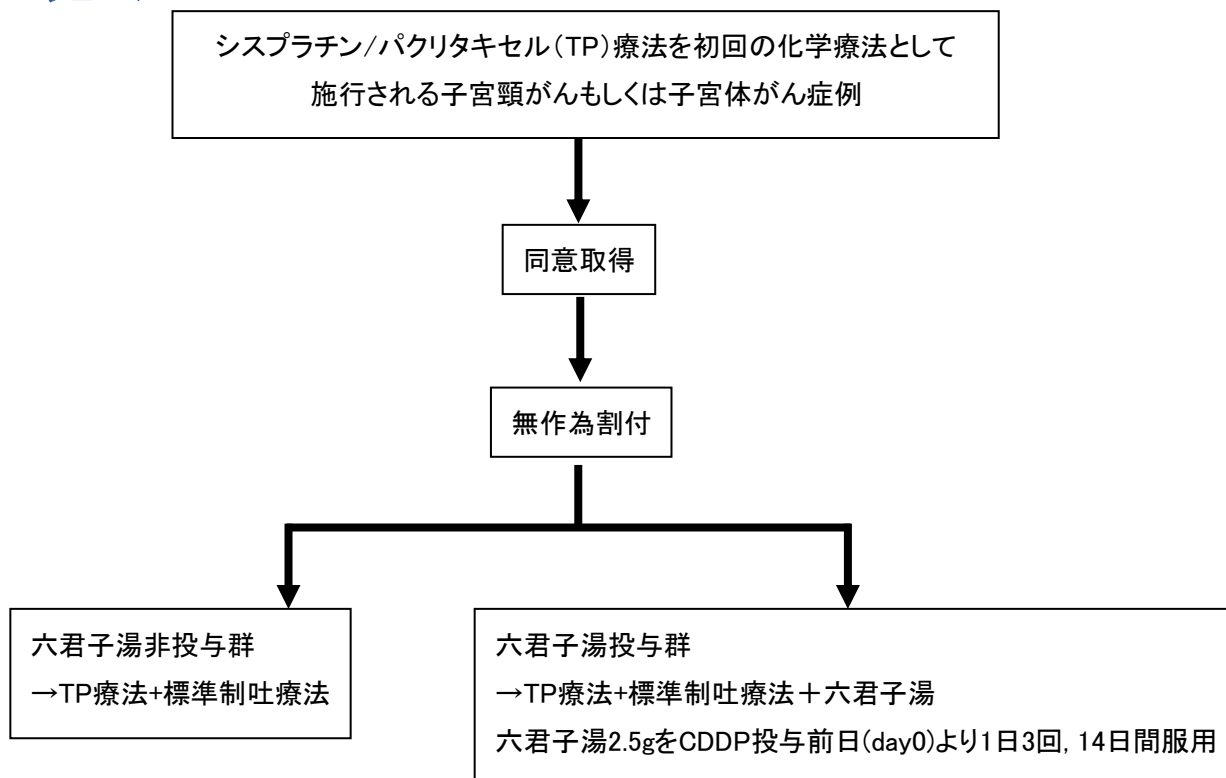 シスプラチン/パクリタキセル(TP)療法を初回の化学療法として
施行される子宮頸がんもしくは子宮体がん症例
同意取得
無作為割付
六君子湯非投与群
→TP療法+標準制吐療法
六君子湯投与群
→TP療法+標準制吐療法＋六君子湯
六君子湯2.5gをCDDP投与前日(day0)より1日3回, 14日間服用